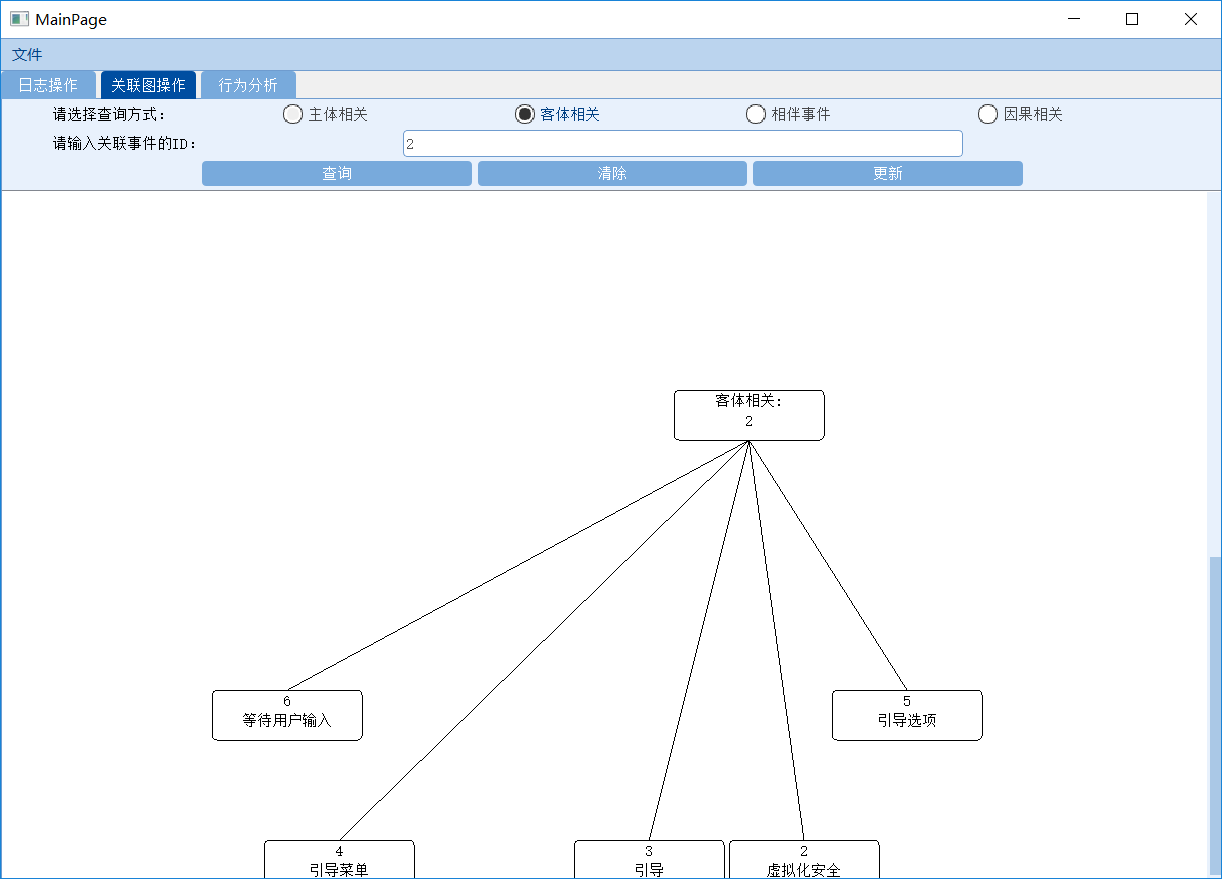 MainPage
文件
日志操作 关联图操作 行为分析
请选择查询方式： 主体相关 客体相关 相伴事件 因果相关
请输入关联事件的ID： 2
查询 清除 更新
客体相关：
2
6
等待用户输入
5
引导选项
4
引导菜单
3
引导
2
虚拟化安全